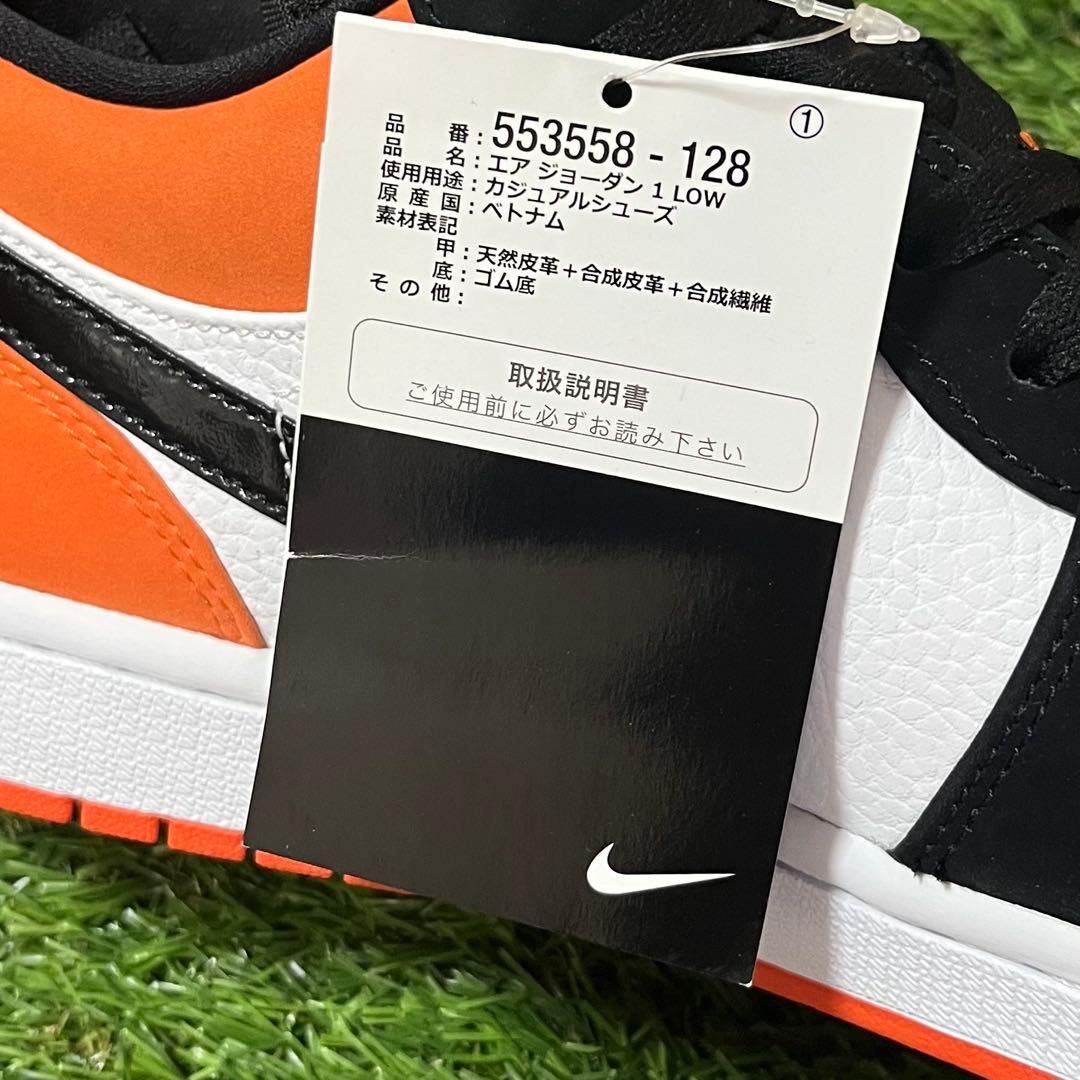 ①
品番：553558 - 128
品名：エア ジョーダン 1 LOW
使用用途：カジュアルシューズ
原産国：ベトナム
素材表記
甲：天然皮革＋合成皮革＋合成繊維
底：ゴム底
その他：
取扱説明書
ご使用前に必ずお読み下さい